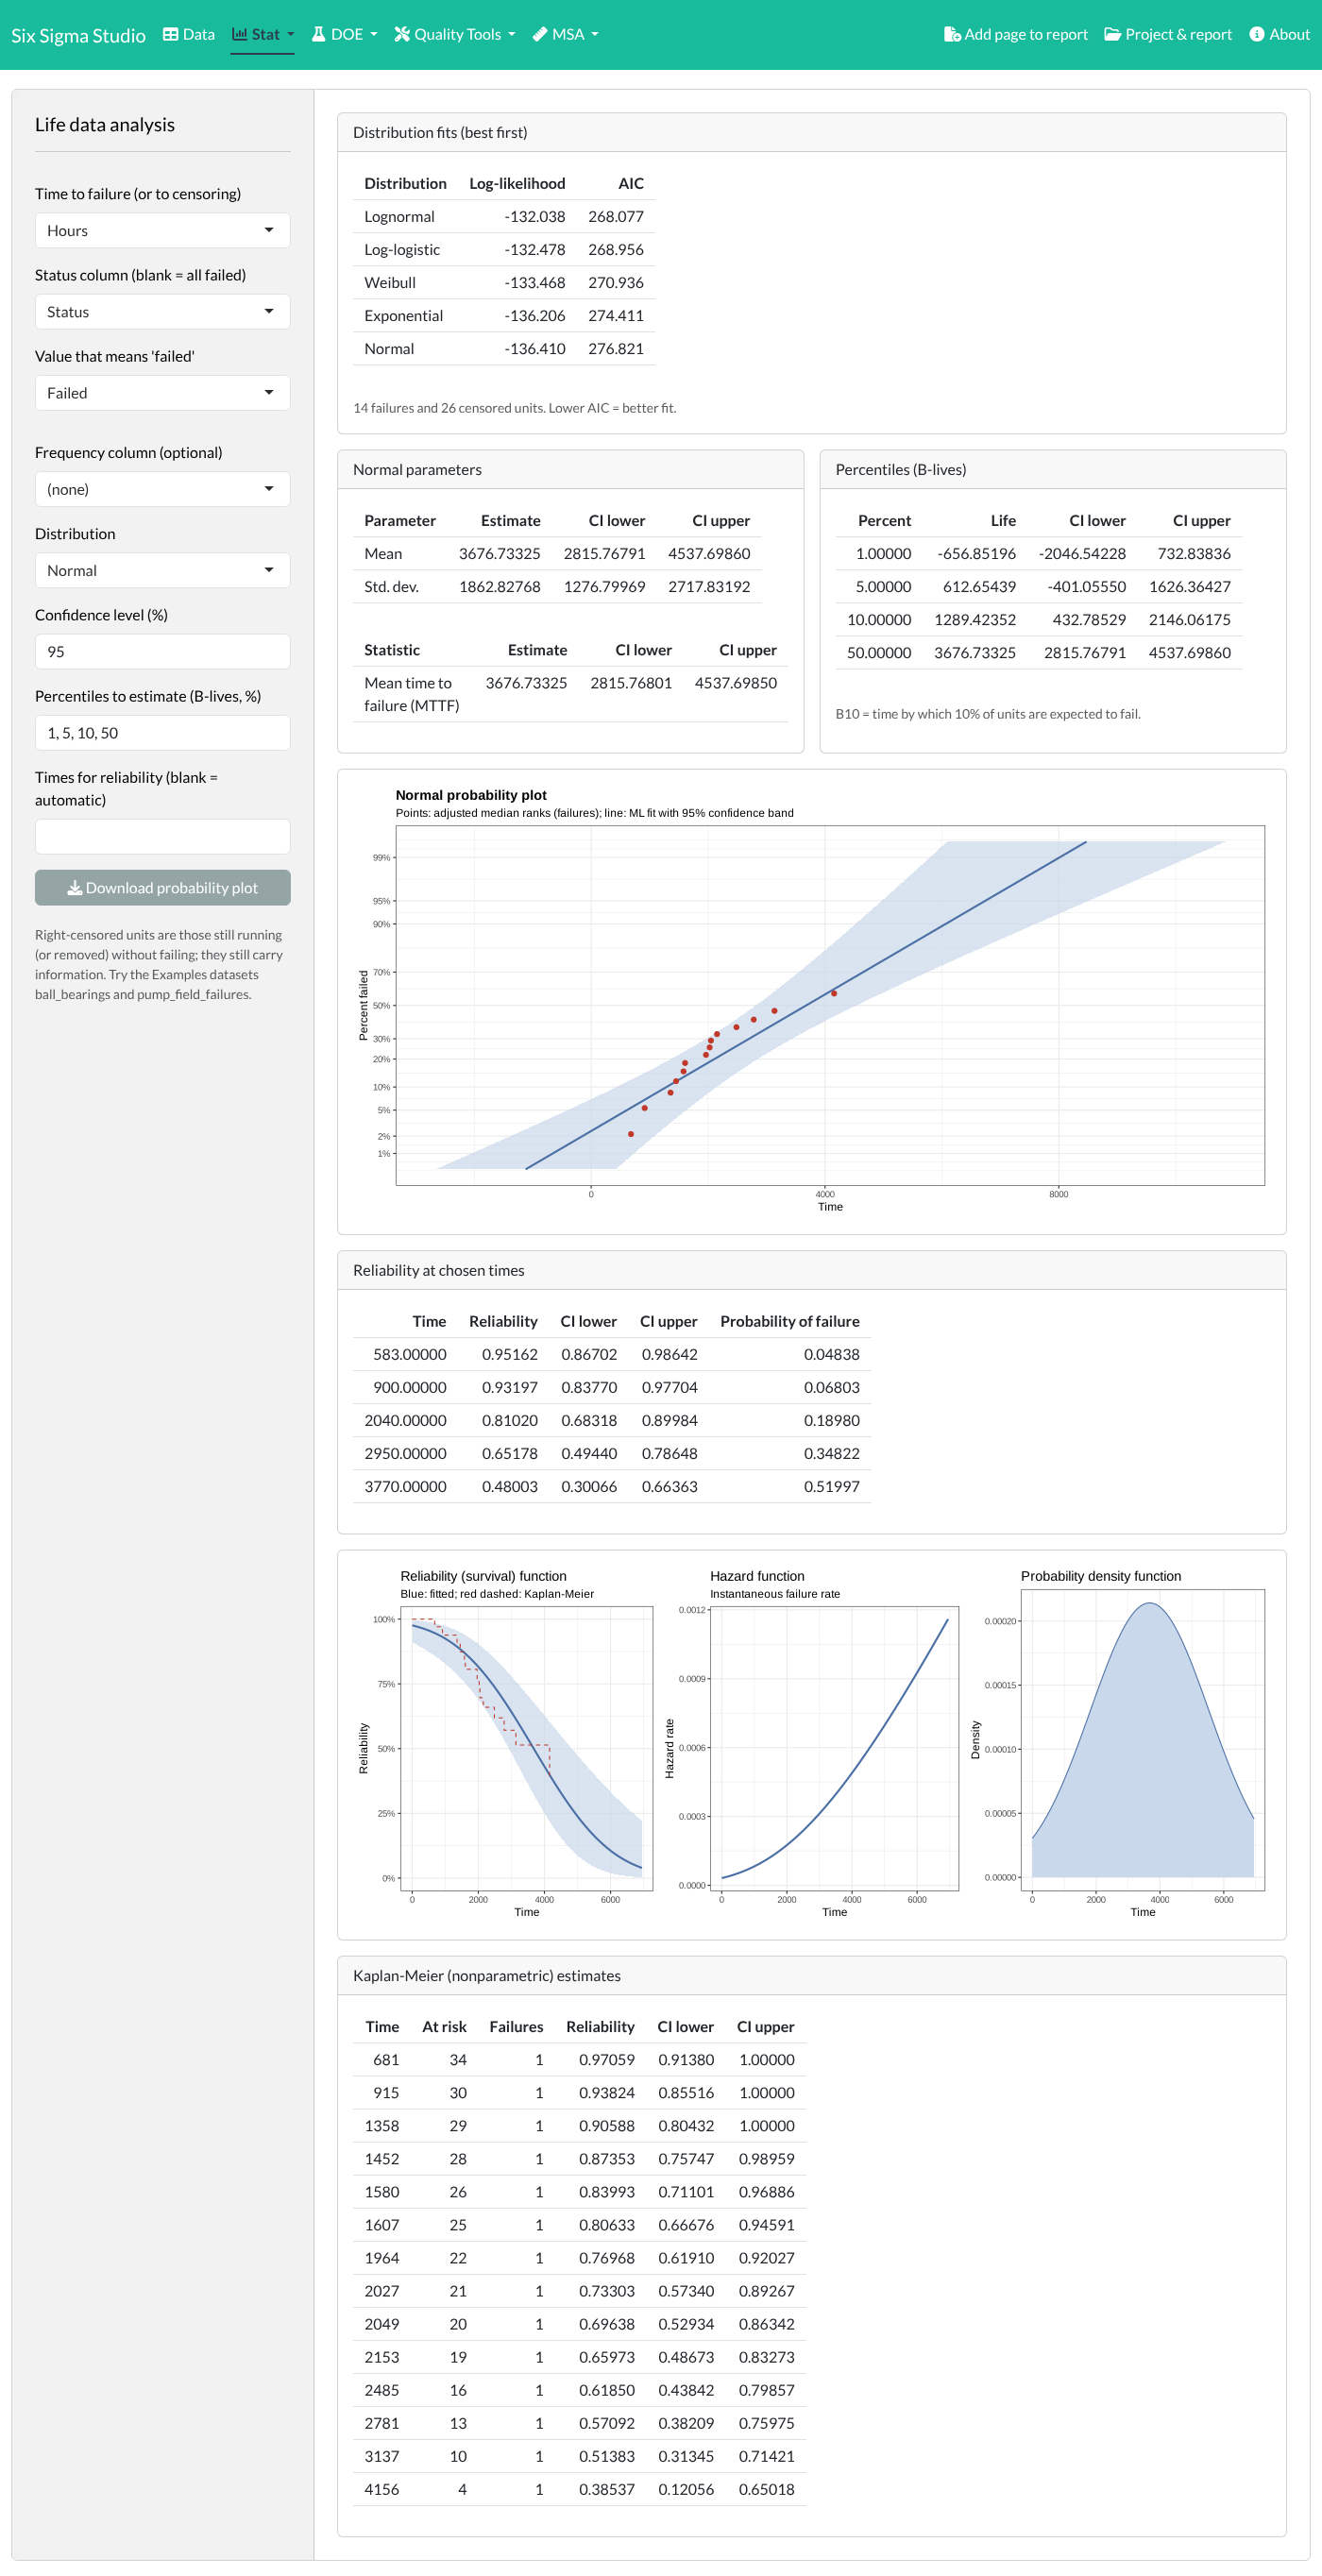 Six Sigma Studio Data Stat DOE Quality Tools MSA Add page to report Project & report About
Life data analysis
Time to failure (or to censoring)
Hours
Status column (blank = all failed)
Status
Value that means 'failed'
Failed
Frequency column (optional)
(none)
Distribution
Normal
Confidence level (%)
95
Percentiles to estimate (B-lives, %)
1, 5, 10, 50
Times for reliability (blank =
automatic)
Download probability plot
Right-censored units are those still running
(or removed) without failing; they still carry
information. Try the Examples datasets
ball_bearings and pump_field_failures.
Distribution fits (best first)
Distribution Log-likelihood AIC
Lognormal -132.038 268.077
Log-logistic -132.478 268.956
Weibull -133.468 270.936
Exponential -136.206 274.411
Normal -136.410 276.821
14 failures and 26 censored units. Lower AIC = better fit.
Normal parameters
Parameter Estimate CI lower CI upper
Mean 3676.73325 2815.76791 4537.69860
Std. dev. 1862.82768 1276.79969 2717.83192
Statistic Estimate CI lower CI upper
Mean time to 3676.73325 2815.76801 4537.69850
failure (MTTF)
Percentiles (B-lives)
Percent Life CI lower CI upper
1.00000 -656.85196 -2046.54228 732.83836
5.00000 612.65439 -401.05550 1626.36427
10.00000 1289.42352 432.78529 2146.06175
50.00000 3676.73325 2815.76791 4537.69860
B10 = time by which 10% of units are expected to fail.
Normal probability plot
Points: adjusted median ranks (failures); line: ML fit with 95% confidence band
Percent failed
99%
95%
90%
70%
50%
30%
20%
10%
5%
2%
1%
0 4000 8000
Time
Reliability at chosen times
Time Reliability CI lower CI upper Probability of failure
583.00000 0.95162 0.86702 0.98642 0.04838
900.00000 0.93197 0.83770 0.97704 0.06803
2040.00000 0.81020 0.68318 0.89984 0.18980
2950.00000 0.65178 0.49440 0.78648 0.34822
3770.00000 0.48003 0.30066 0.66363 0.51997
Reliability (survival) function
Blue: fitted; red dashed: Kaplan-Meier
Reliability
100%
75%
50%
25%
0%
0 2000 4000 6000
Time
Hazard function
Instantaneous failure rate
Hazard rate
0.0012
0.0009
0.0006
0.0003
0.0000
0 2000 4000 6000
Time
Probability density function
Density
0.00020
0.00015
0.00010
0.00005
0.00000
0 2000 4000 6000
Time
Kaplan-Meier (nonparametric) estimates
Time At risk Failures Reliability CI lower CI upper
681 34 1 0.97059 0.91380 1.00000
915 30 1 0.93824 0.85516 1.00000
1358 29 1 0.90588 0.80432 1.00000
1452 28 1 0.87353 0.75747 0.98959
1580 26 1 0.83993 0.71101 0.96886
1607 25 1 0.80633 0.66676 0.94591
1964 22 1 0.76968 0.61910 0.92027
2027 21 1 0.73303 0.57340 0.89267
2049 20 1 0.69638 0.52934 0.86342
2153 19 1 0.65973 0.48673 0.83273
2485 16 1 0.61850 0.43842 0.79857
2781 13 1 0.57092 0.38209 0.75975
3137 10 1 0.51383 0.31345 0.71421
4156 4 1 0.38537 0.12056 0.65018